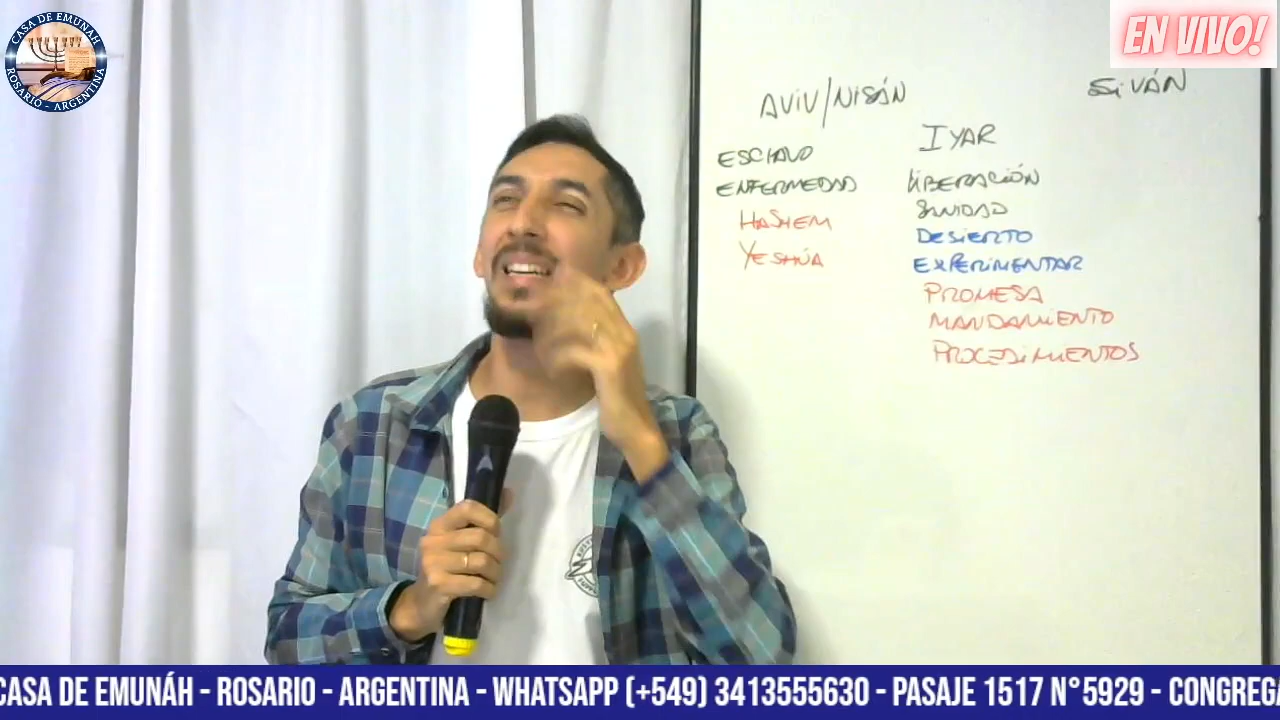 CASA DE EMUNÁH
ROSARIO - ARGENTINA
EN VIVO!
AVIV/NISÁN
SiVÁN
IYAR
ESCLAVO
ENFERMEDAD
HASHEM
YESHÚA
LIBERACIÓN
SANIDAD
DESIERTO
EXPERIMENTAR
PROMESA
MANDAMIENTO
PROCEDIMIENTOS
CASA DE EMUNÁH - ROSARIO - ARGENTINA - WHATSAPP (+549) 3413555630 - PASAJE 1517 N°5929 - CONGREGA